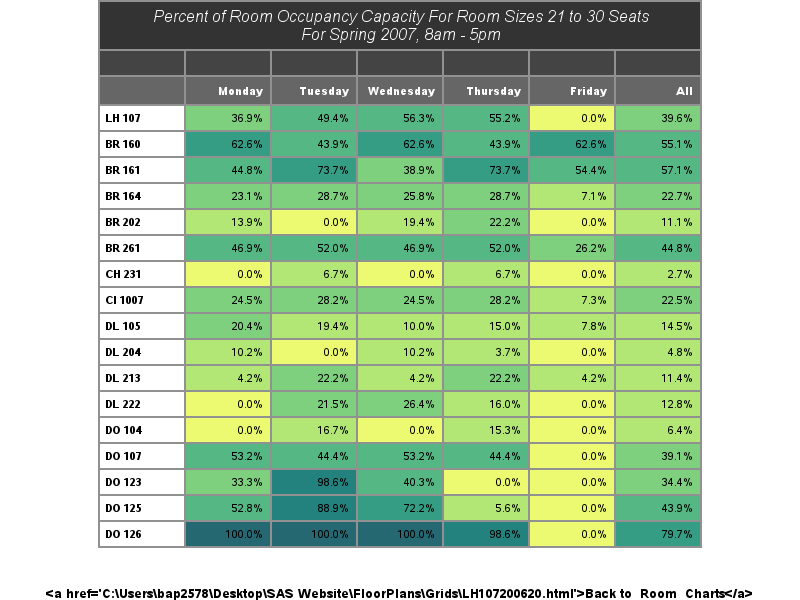 Percent of Room Occupancy Capacity For Room Sizes 21 to 30 Seats
For Spring 2007, 8am - 5pm
Monday Tuesday Wednesday Thursday Friday All
LH 107 36.9% 49.4% 56.3% 55.2% 0.0% 39.6%
BR 160 62.6% 43.9% 62.6% 43.9% 62.6% 55.1%
BR 161 44.8% 73.7% 38.9% 73.7% 54.4% 57.1%
BR 164 23.1% 28.7% 25.8% 28.7% 7.1% 22.7%
BR 202 13.9% 0.0% 19.4% 22.2% 0.0% 11.1%
BR 261 46.9% 52.0% 46.9% 52.0% 26.2% 44.8%
CH 231 0.0% 6.7% 0.0% 6.7% 0.0% 2.7%
CI 1007 24.5% 28.2% 24.5% 28.2% 7.3% 22.5%
DL 105 20.4% 19.4% 10.0% 15.0% 7.8% 14.5%
DL 204 10.2% 0.0% 10.2% 3.7% 0.0% 4.8%
DL 213 4.2% 22.2% 4.2% 22.2% 4.2% 11.4%
DL 222 0.0% 21.5% 26.4% 16.0% 0.0% 12.8%
DO 104 0.0% 16.7% 0.0% 15.3% 0.0% 6.4%
DO 107 53.2% 44.4% 53.2% 44.4% 0.0% 39.1%
DO 123 33.3% 98.6% 40.3% 0.0% 0.0% 34.4%
DO 125 52.8% 88.9% 72.2% 5.6% 0.0% 43.9%
DO 126 100.0% 100.0% 100.0% 98.6% 0.0% 79.7%
<a href='C:\Users\bap2578\Desktop\SAS Website\FloorPlans\Grids\LH107200620.html'>Back to Room Charts</a>